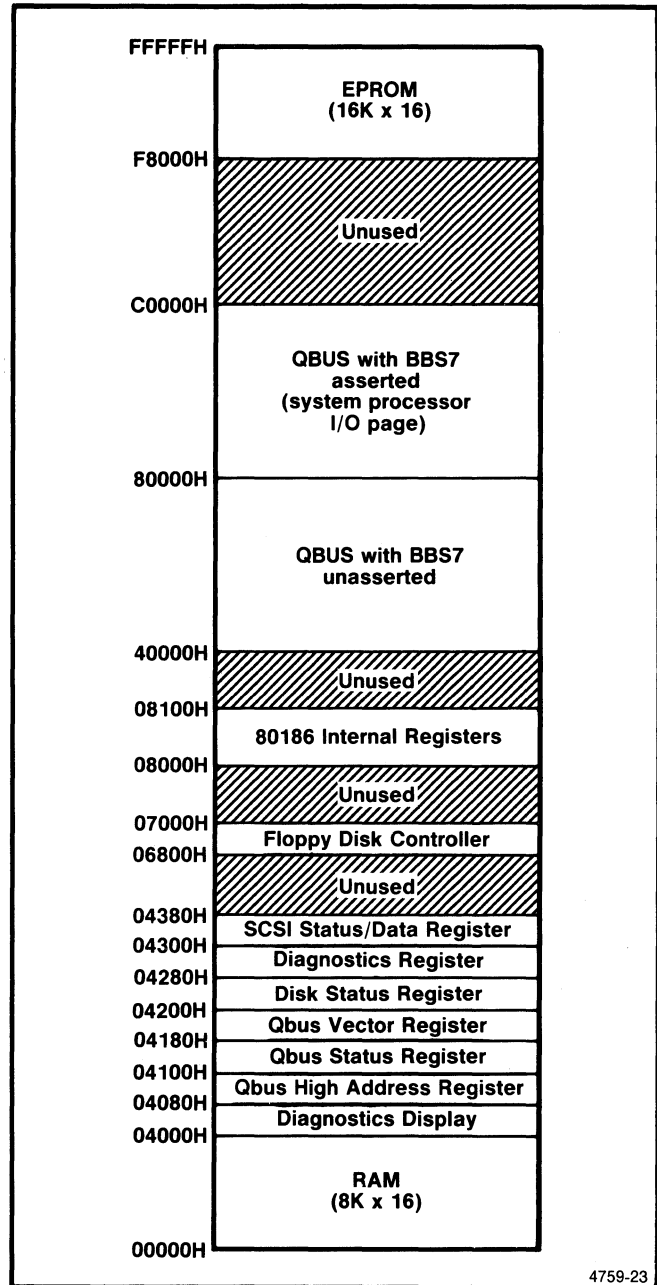 FFFFFH
EPROM
(16K x 16)
F8000H
Unused
C0000H
QBUS with BBS7
asserted
(system processor
I/O page)
80000H
QBUS with BBS7
unasserted
40000H
Unused
08100H
80186 Internal Registers
08000H
Unused
07000H
Floppy Disk Controller
06800H
Unused
04380H
SCSI Status/Data Register
04300H
Diagnostics Register
04280H
Disk Status Register
04200H
Qbus Vector Register
04180H
Qbus Status Register
04100H
Qbus High Address Register
04080H
Diagnostics Display
04000H
RAM
(8K x 16)
00000H
4759-23